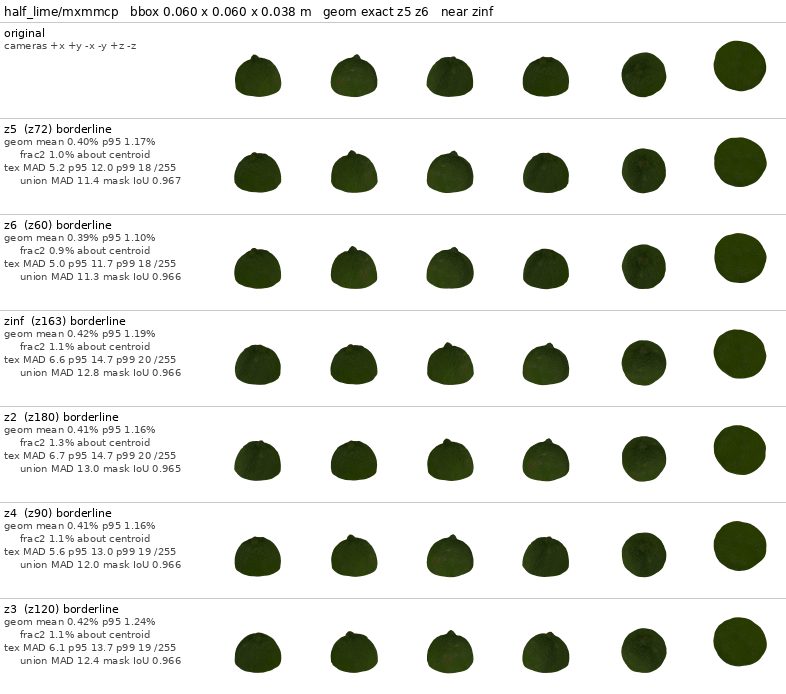 half_lime/mxmmcp   bbox 0.060 x 0.060 x 0.038 m   geom exact z5 z6   near zinf
original
cameras +x +y -x -y +z -z
z5  (z72) borderline
geom mean 0.40% p95 1.17%
frac2 1.0% about centroid
tex MAD 5.2 p95 12.0 p99 18 /255
union MAD 11.4 mask IoU 0.967
z6  (z60) borderline
geom mean 0.39% p95 1.10%
frac2 0.9% about centroid
tex MAD 5.0 p95 11.7 p99 18 /255
union MAD 11.3 mask IoU 0.966
zinf  (z163) borderline
geom mean 0.42% p95 1.19%
frac2 1.1% about centroid
tex MAD 6.6 p95 14.7 p99 20 /255
union MAD 12.8 mask IoU 0.966
z2  (z180) borderline
geom mean 0.41% p95 1.16%
frac2 1.3% about centroid
tex MAD 6.7 p95 14.7 p99 20 /255
union MAD 13.0 mask IoU 0.965
z4  (z90) borderline
geom mean 0.41% p95 1.16%
frac2 1.1% about centroid
tex MAD 5.6 p95 13.0 p99 19 /255
union MAD 12.0 mask IoU 0.966
z3  (z120) borderline
geom mean 0.42% p95 1.24%
frac2 1.1% about centroid
tex MAD 6.1 p95 13.7 p99 19 /255
union MAD 12.4 mask IoU 0.966